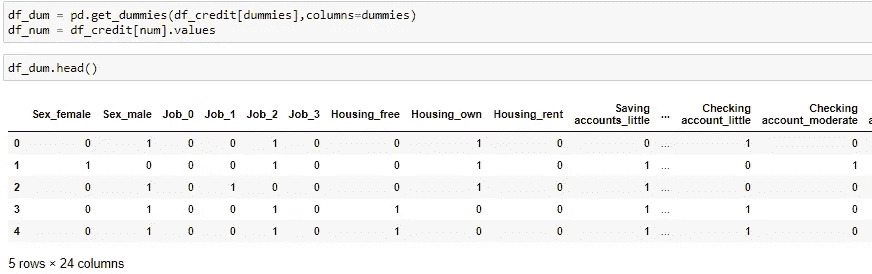 df_dum = pd.get_dummies(df_credit[dummies],columns=dummies)
df_num = df_credit[num].values
df_dum.head()
Sex_female Sex_male Job_0 Job_1 Job_2 Job_3 Housing_free Housing_own Housing_rent Saving accounts_little ... Checking account_little Checking account_moderate
0 0 1 0 0 1 0 0 1 0 0 ... 1 0
1 1 0 0 0 1 0 0 1 0 1 ... 0 1
2 0 1 0 1 0 0 0 1 0 1 ... 0 0
3 0 1 0 0 1 0 1 0 0 1 ... 1 0
4 0 1 0 0 1 0 1 0 0 1 ... 1 0
5 rows × 24 columns